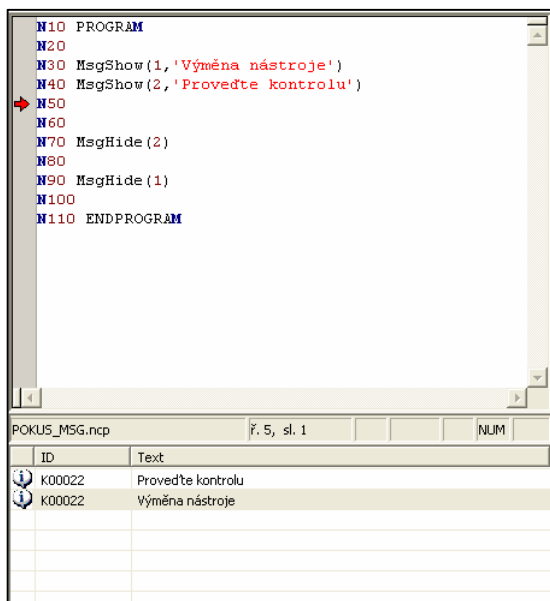 N10 PROGRAM
N20
N30 MsgShow(1,'Výměna nástroje')
N40 MsgShow(2,'Proveďte kontrolu')
N50
N60
N70 MsgHide(2)
N80
N90 MsgHide(1)
N100
N110 ENDPROGRAM
POKUS_MSG.ncp ř. 5, sl. 1 NUM
ID Text
K00022 Proveďte kontrolu
K00022 Výměna nástroje